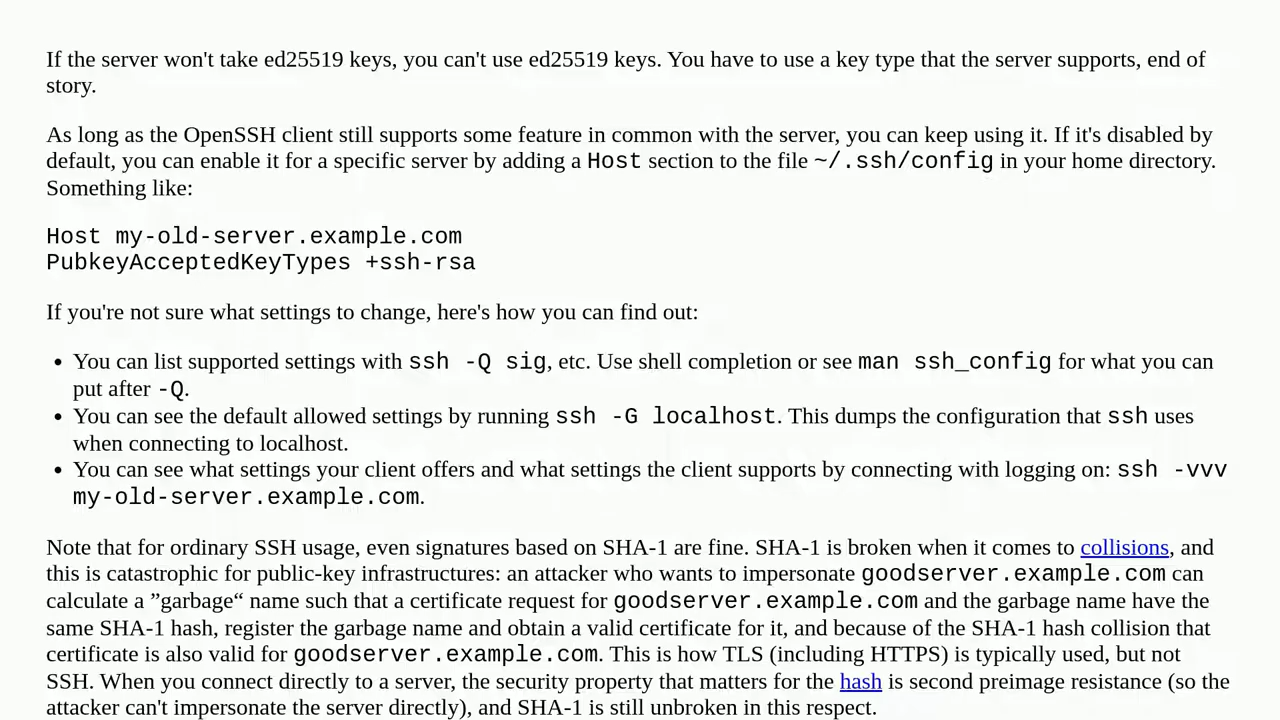 If the server won't take ed25519 keys, you can't use ed25519 keys. You have to use a key type that the server supports, end of
story.
As long as the OpenSSH client still supports some feature in common with the server, you can keep using it. If it's disabled by
default, you can enable it for a specific server by adding a Host section to the file ~/.ssh/config in your home directory.
Something like:
Host my-old-server.example.com
PubkeyAcceptedKeyTypes +ssh-rsa
If you're not sure what settings to change, here's how you can find out:
• You can list supported settings with ssh -Q sig, etc. Use shell completion or see man ssh_config for what you can
put after -Q.
• You can see the default allowed settings by running ssh -G localhost. This dumps the configuration that ssh uses
when connecting to localhost.
• You can see what settings your client offers and what settings the client supports by connecting with logging on: ssh -vvv
my-old-server.example.com.
Note that for ordinary SSH usage, even signatures based on SHA-1 are fine. SHA-1 is broken when it comes to collisions, and
this is catastrophic for public-key infrastructures: an attacker who wants to impersonate goodserver.example.com can
calculate a ”garbage“ name such that a certificate request for goodserver.example.com and the garbage name have the
same SHA-1 hash, register the garbage name and obtain a valid certificate for it, and because of the SHA-1 hash collision that
certificate is also valid for goodserver.example.com. This is how TLS (including HTTPS) is typically used, but not
SSH. When you connect directly to a server, the security property that matters for the hash is second preimage resistance (so the
attacker can't impersonate the server directly), and SHA-1 is still unbroken in this respect.